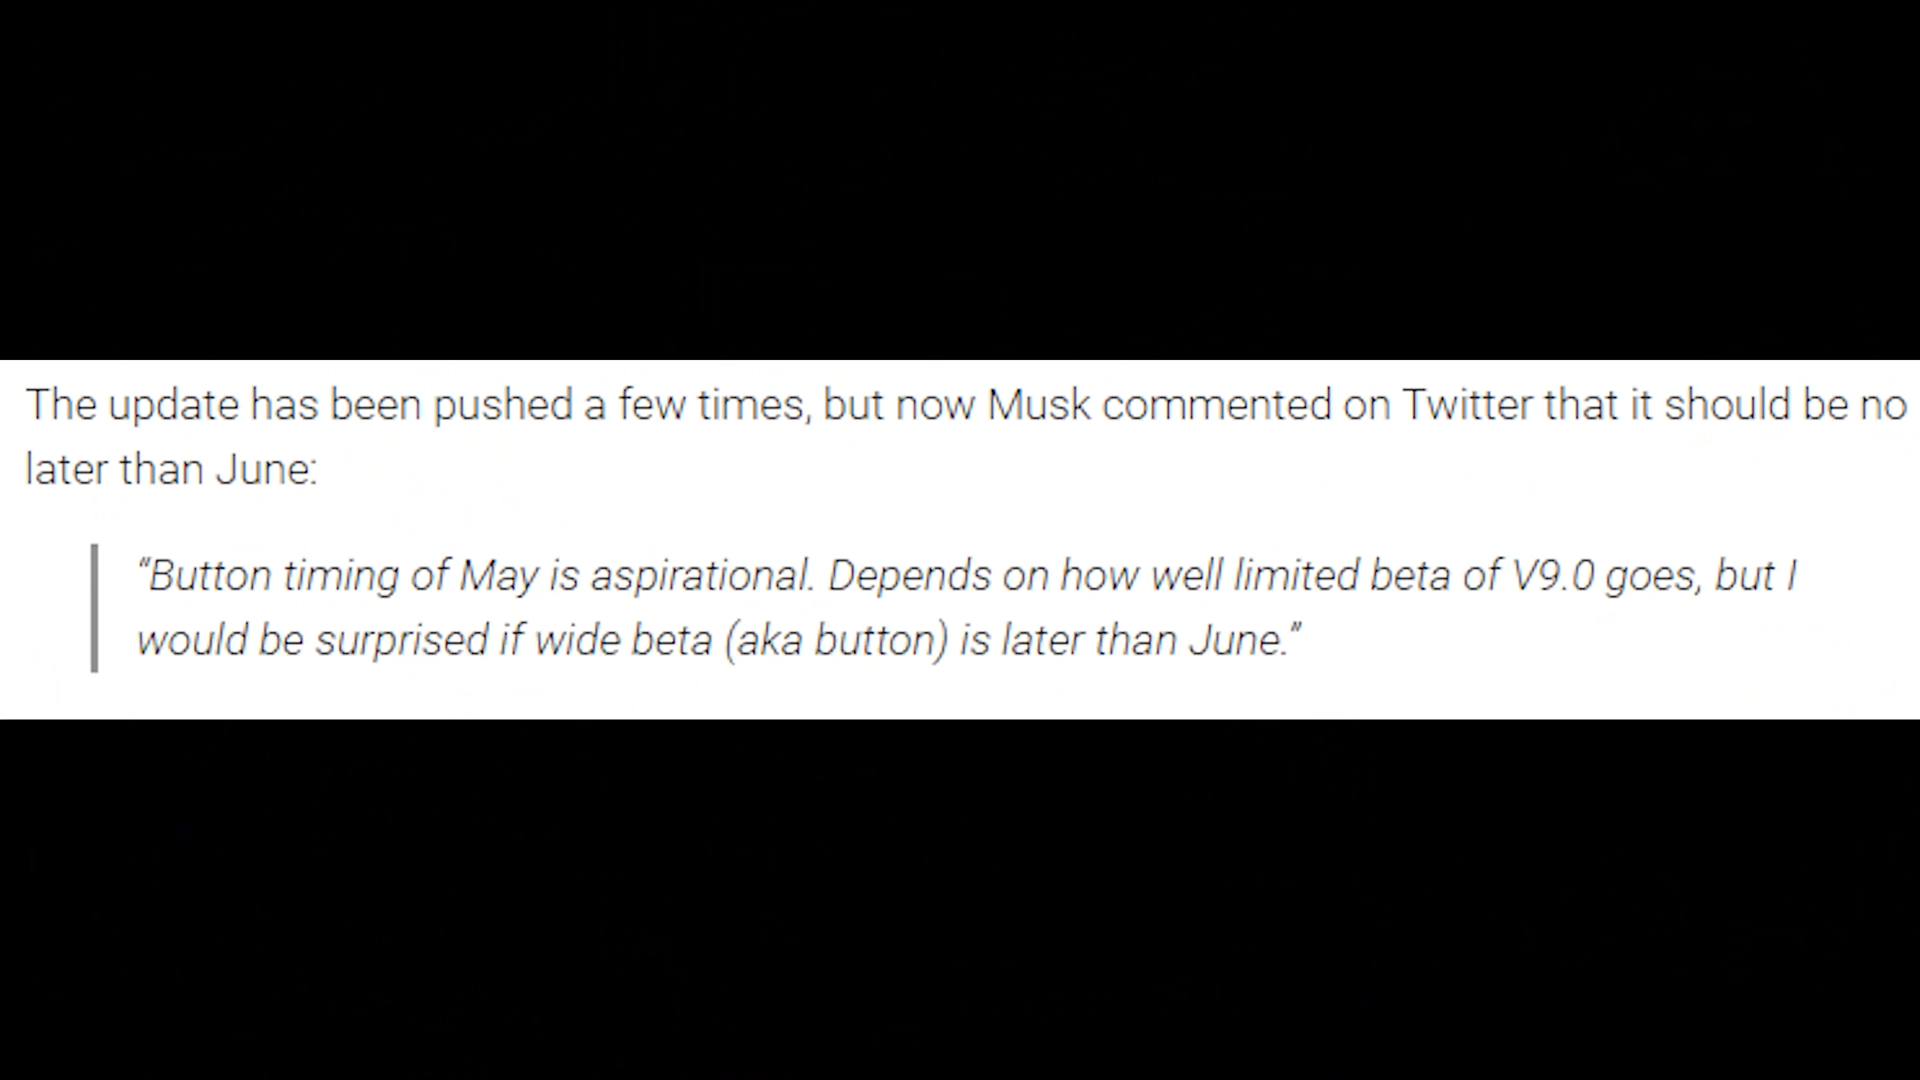 The update has been pushed a few times, but now Musk commented on Twitter that it should be no
later than June:
“Button timing of May is aspirational. Depends on how well limited beta of V9.0 goes, but I
would be surprised if wide beta (aka button) is later than June.”